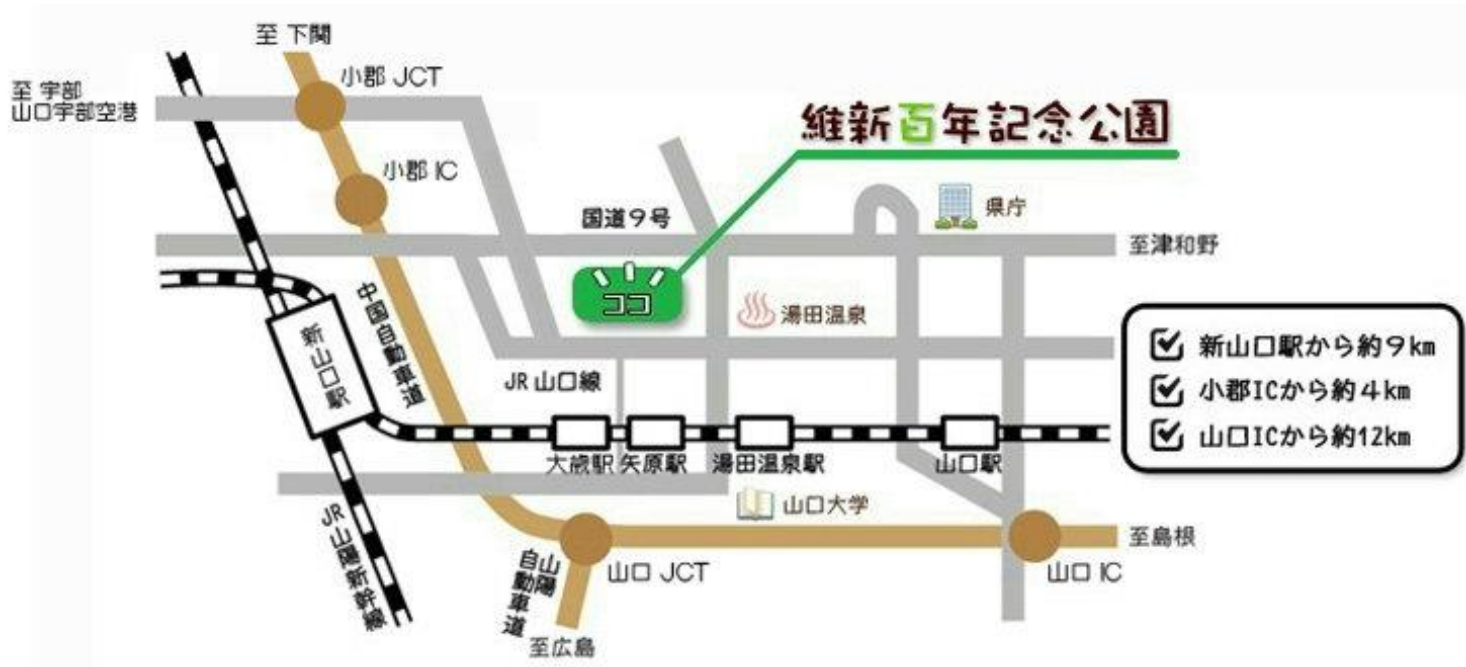 至 下関
小郡 JCT
至 宇部
山口宇部空港
維新百年記念公園
小郡 IC
国道9号
県庁
至津和野
ココ
湯田温泉
中国自動車道
新山口駅
JR 山口線
新山口駅から約9km
小郡ICから約4km
山口ICから約12km
大歳駅
矢原駅
湯田温泉駅
山口駅
山口大学
JR山陽新幹線
至島根
山陽
自動車道
山口 JCT
山口 IC
至広島